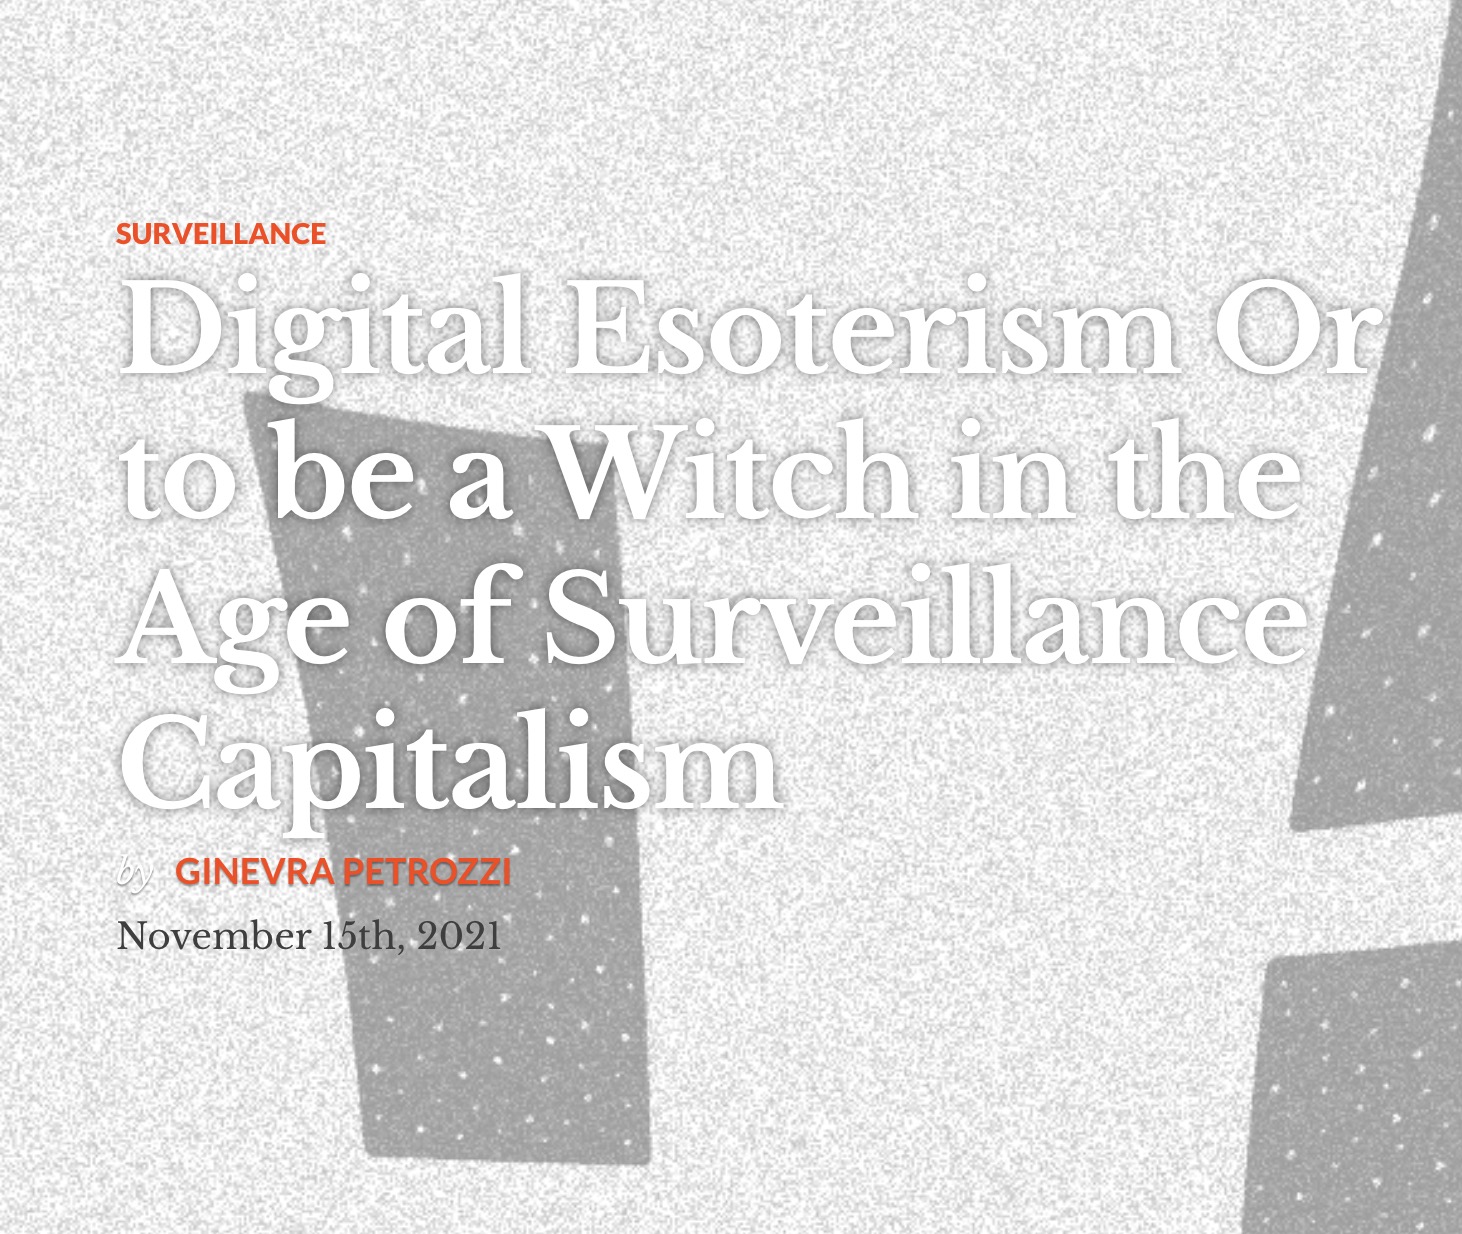 SURVEILLANCE
Digital Esoterism Or
to be a Witch in the
Age of Surveillance
Capitalism
by GINEVRA PETROZZI
November 15th, 2021